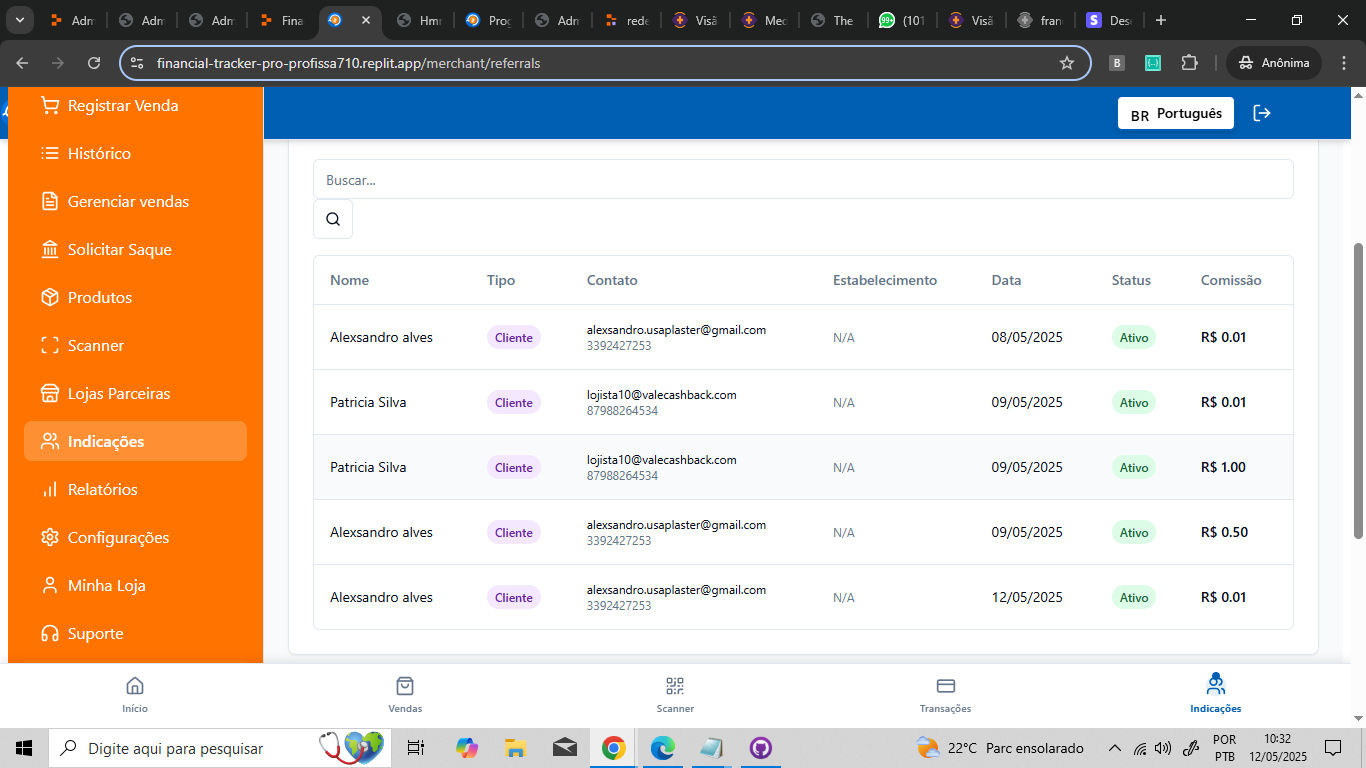 Adm
Adm
Adm
Fina
Hm
Proc
Adm
rede
Visã
Mec
The
99+
(101
Visã
fran
S
Des
financial-tracker-pro-profissa710.replit.app/merchant/referrals
B
Anônima
Registrar Venda
Histórico
Gerenciar vendas
Solicitar Saque
Produtos
Scanner
Lojas Parceiras
Indicações
Relatórios
Configurações
Minha Loja
Suporte
BR Português
Buscar...
Nome Tipo Contato Estabelecimento Data Status Comissão
Alexsandro alves Cliente alexsandro.usaplaster@gmail.com N/A 08/05/2025 Ativo R$ 0.01
3392427253
Patricia Silva Cliente lojista10@valecashback.com N/A 09/05/2025 Ativo R$ 0.01
87988264534
Patricia Silva Cliente lojista10@valecashback.com N/A 09/05/2025 Ativo R$ 1.00
87988264534
Alexsandro alves Cliente alexsandro.usaplaster@gmail.com N/A 09/05/2025 Ativo R$ 0.50
3392427253
Alexsandro alves Cliente alexsandro.usaplaster@gmail.com N/A 12/05/2025 Ativo R$ 0.01
3392427253
Início
Vendas
Scanner
Transações
Indicações
Digite aqui para pesquisar
22°C Parc ensolarado
POR
PTB
10:32
12/05/2025